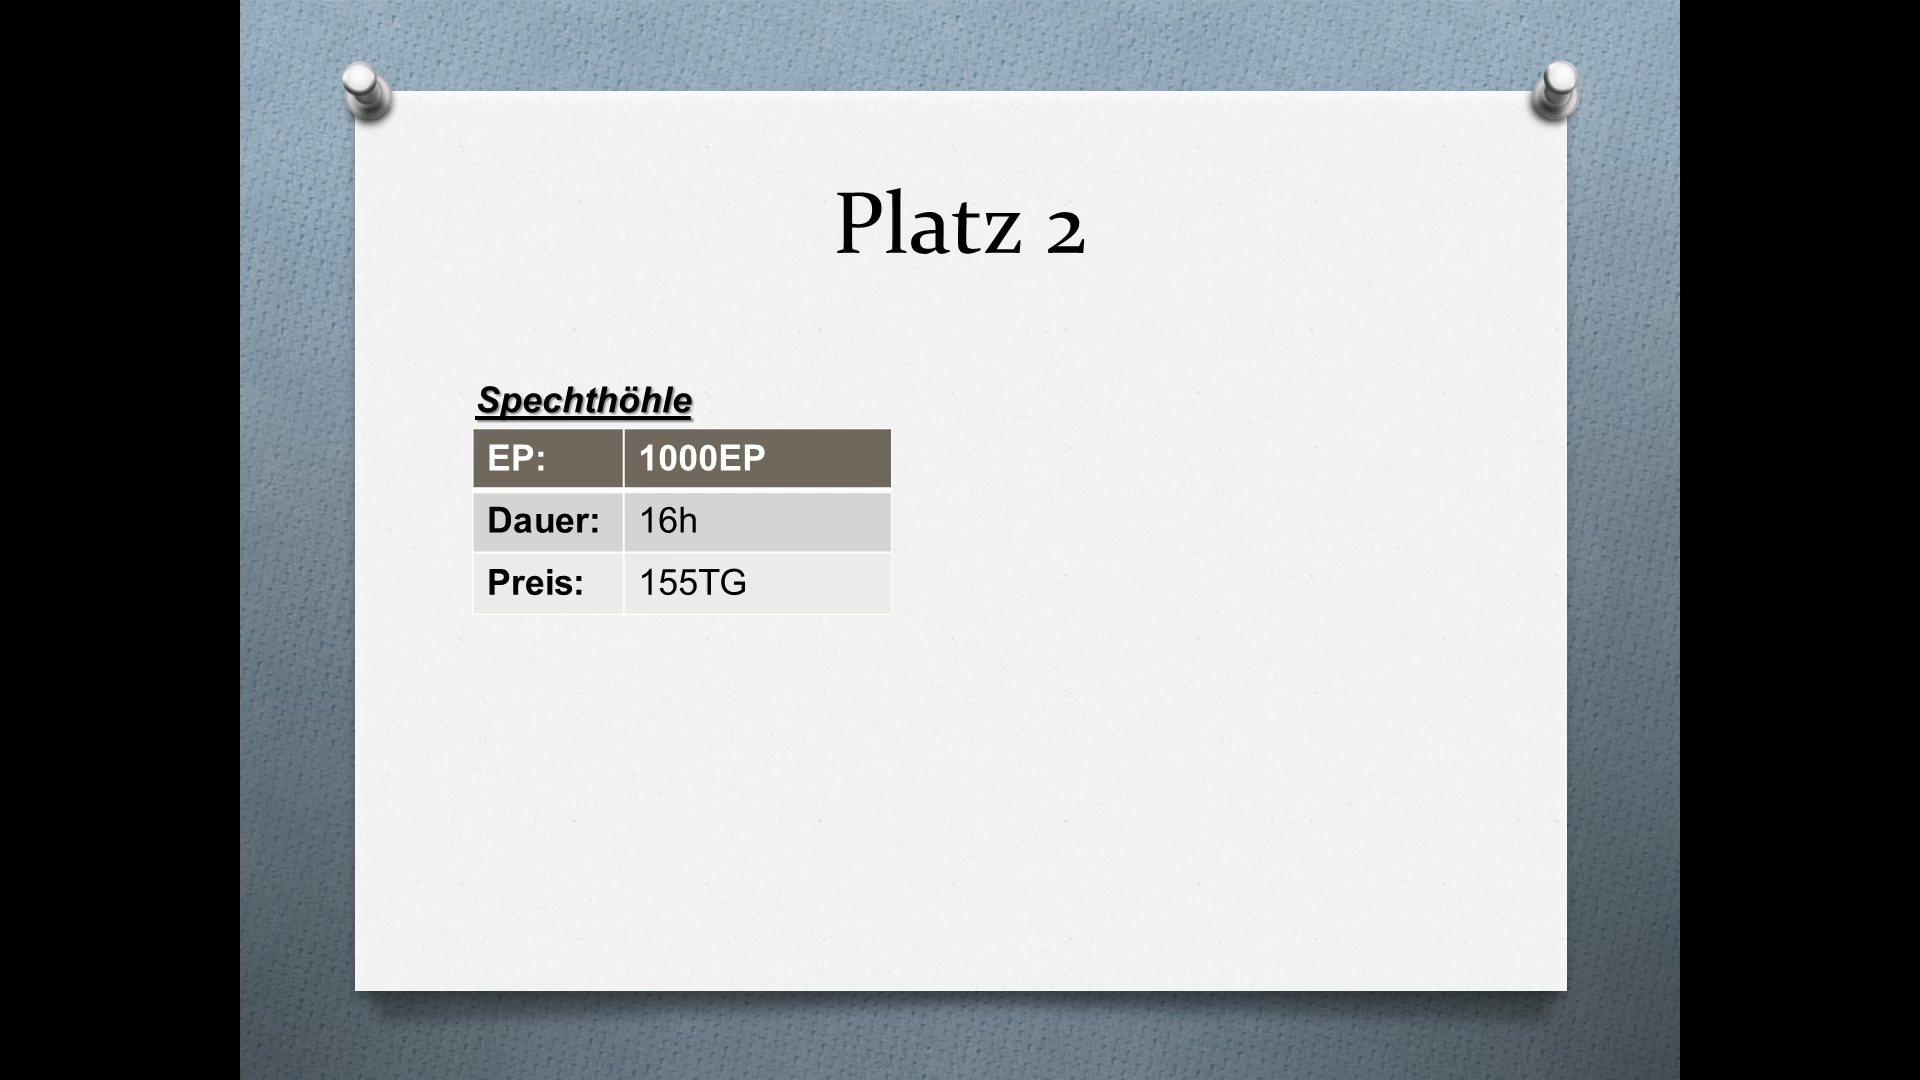 Platz 2
Spechthöhle
EP: 1000EP
Dauer: 16h
Preis: 155TG